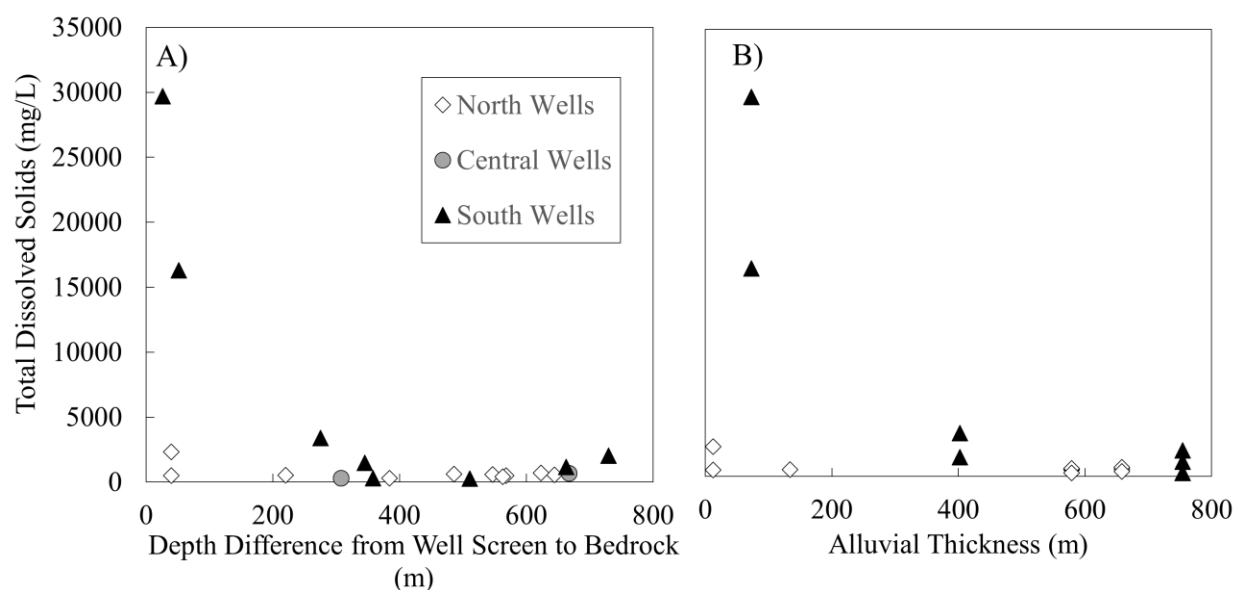 Total Dissolved Solids (mg/L)
35000
30000
25000
20000
15000
10000
5000
0
A)
North Wells
Central Wells
South Wells
0 200 400 600 800
Depth Difference from Well Screen to Bedrock
(m)
B)
0 200 400 600 800
Alluvial Thickness (m)